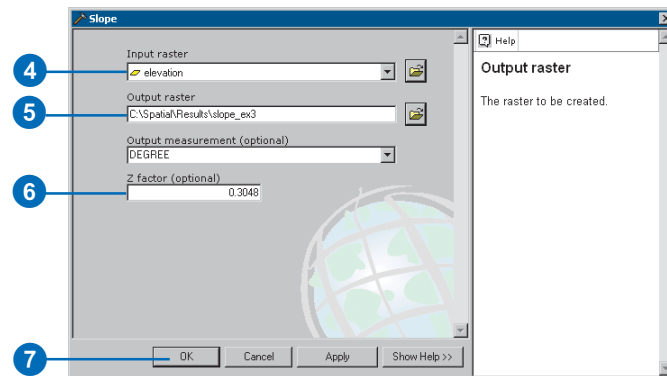 Slope
Input raster
4
elevation
Output raster
5
C:\Spatial\Results\slope_ex3
Output measurement (optional)
DEGREE
Z factor (optional)
6
0.3048
7
OK
Cancel
Apply
Show Help >>
Help
Output raster
The raster to be created.